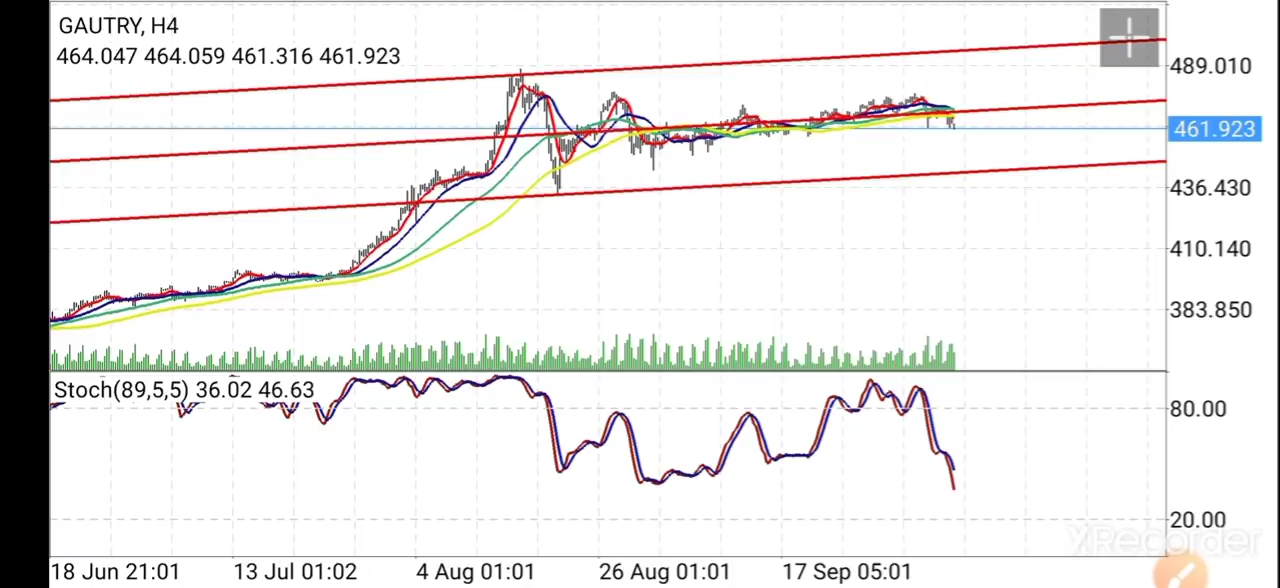 GAUTRY, H4
464.047 464.059 461.316 461.923
489.010
461.923
436.430
410.140
383.850
Stoch(89,5,5) 36.02 46.63
80.00
20.00
XRecorder
18 Jun 21:01 13 Jul 01:02 4 Aug 01:01 26 Aug 01:01 17 Sep 05:01